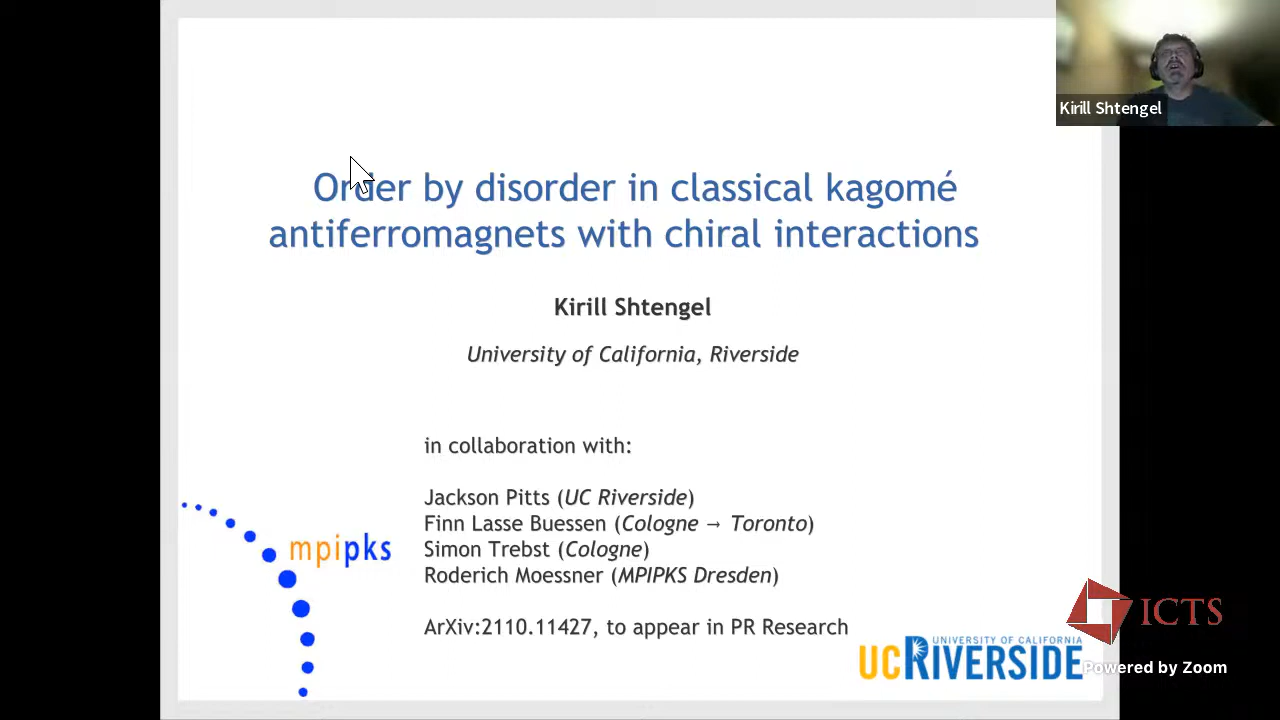 Kirill Shtengel
Order by disorder in classical kagomé
antiferromagnets with chiral interactions
Kirill Shtengel
University of California, Riverside
in collaboration with:
Jackson Pitts (UC Riverside)
Finn Lasse Buessen (Cologne → Toronto)
Simon Trebst (Cologne)
Roderich Moessner (MPIPKS Dresden)
ArXiv:2110.11427, to appear in PR Research
mpipks
UNIVERSITY OF CALIFORNIA
UCRIVERSIDE
ICTS
Powered by Zoom